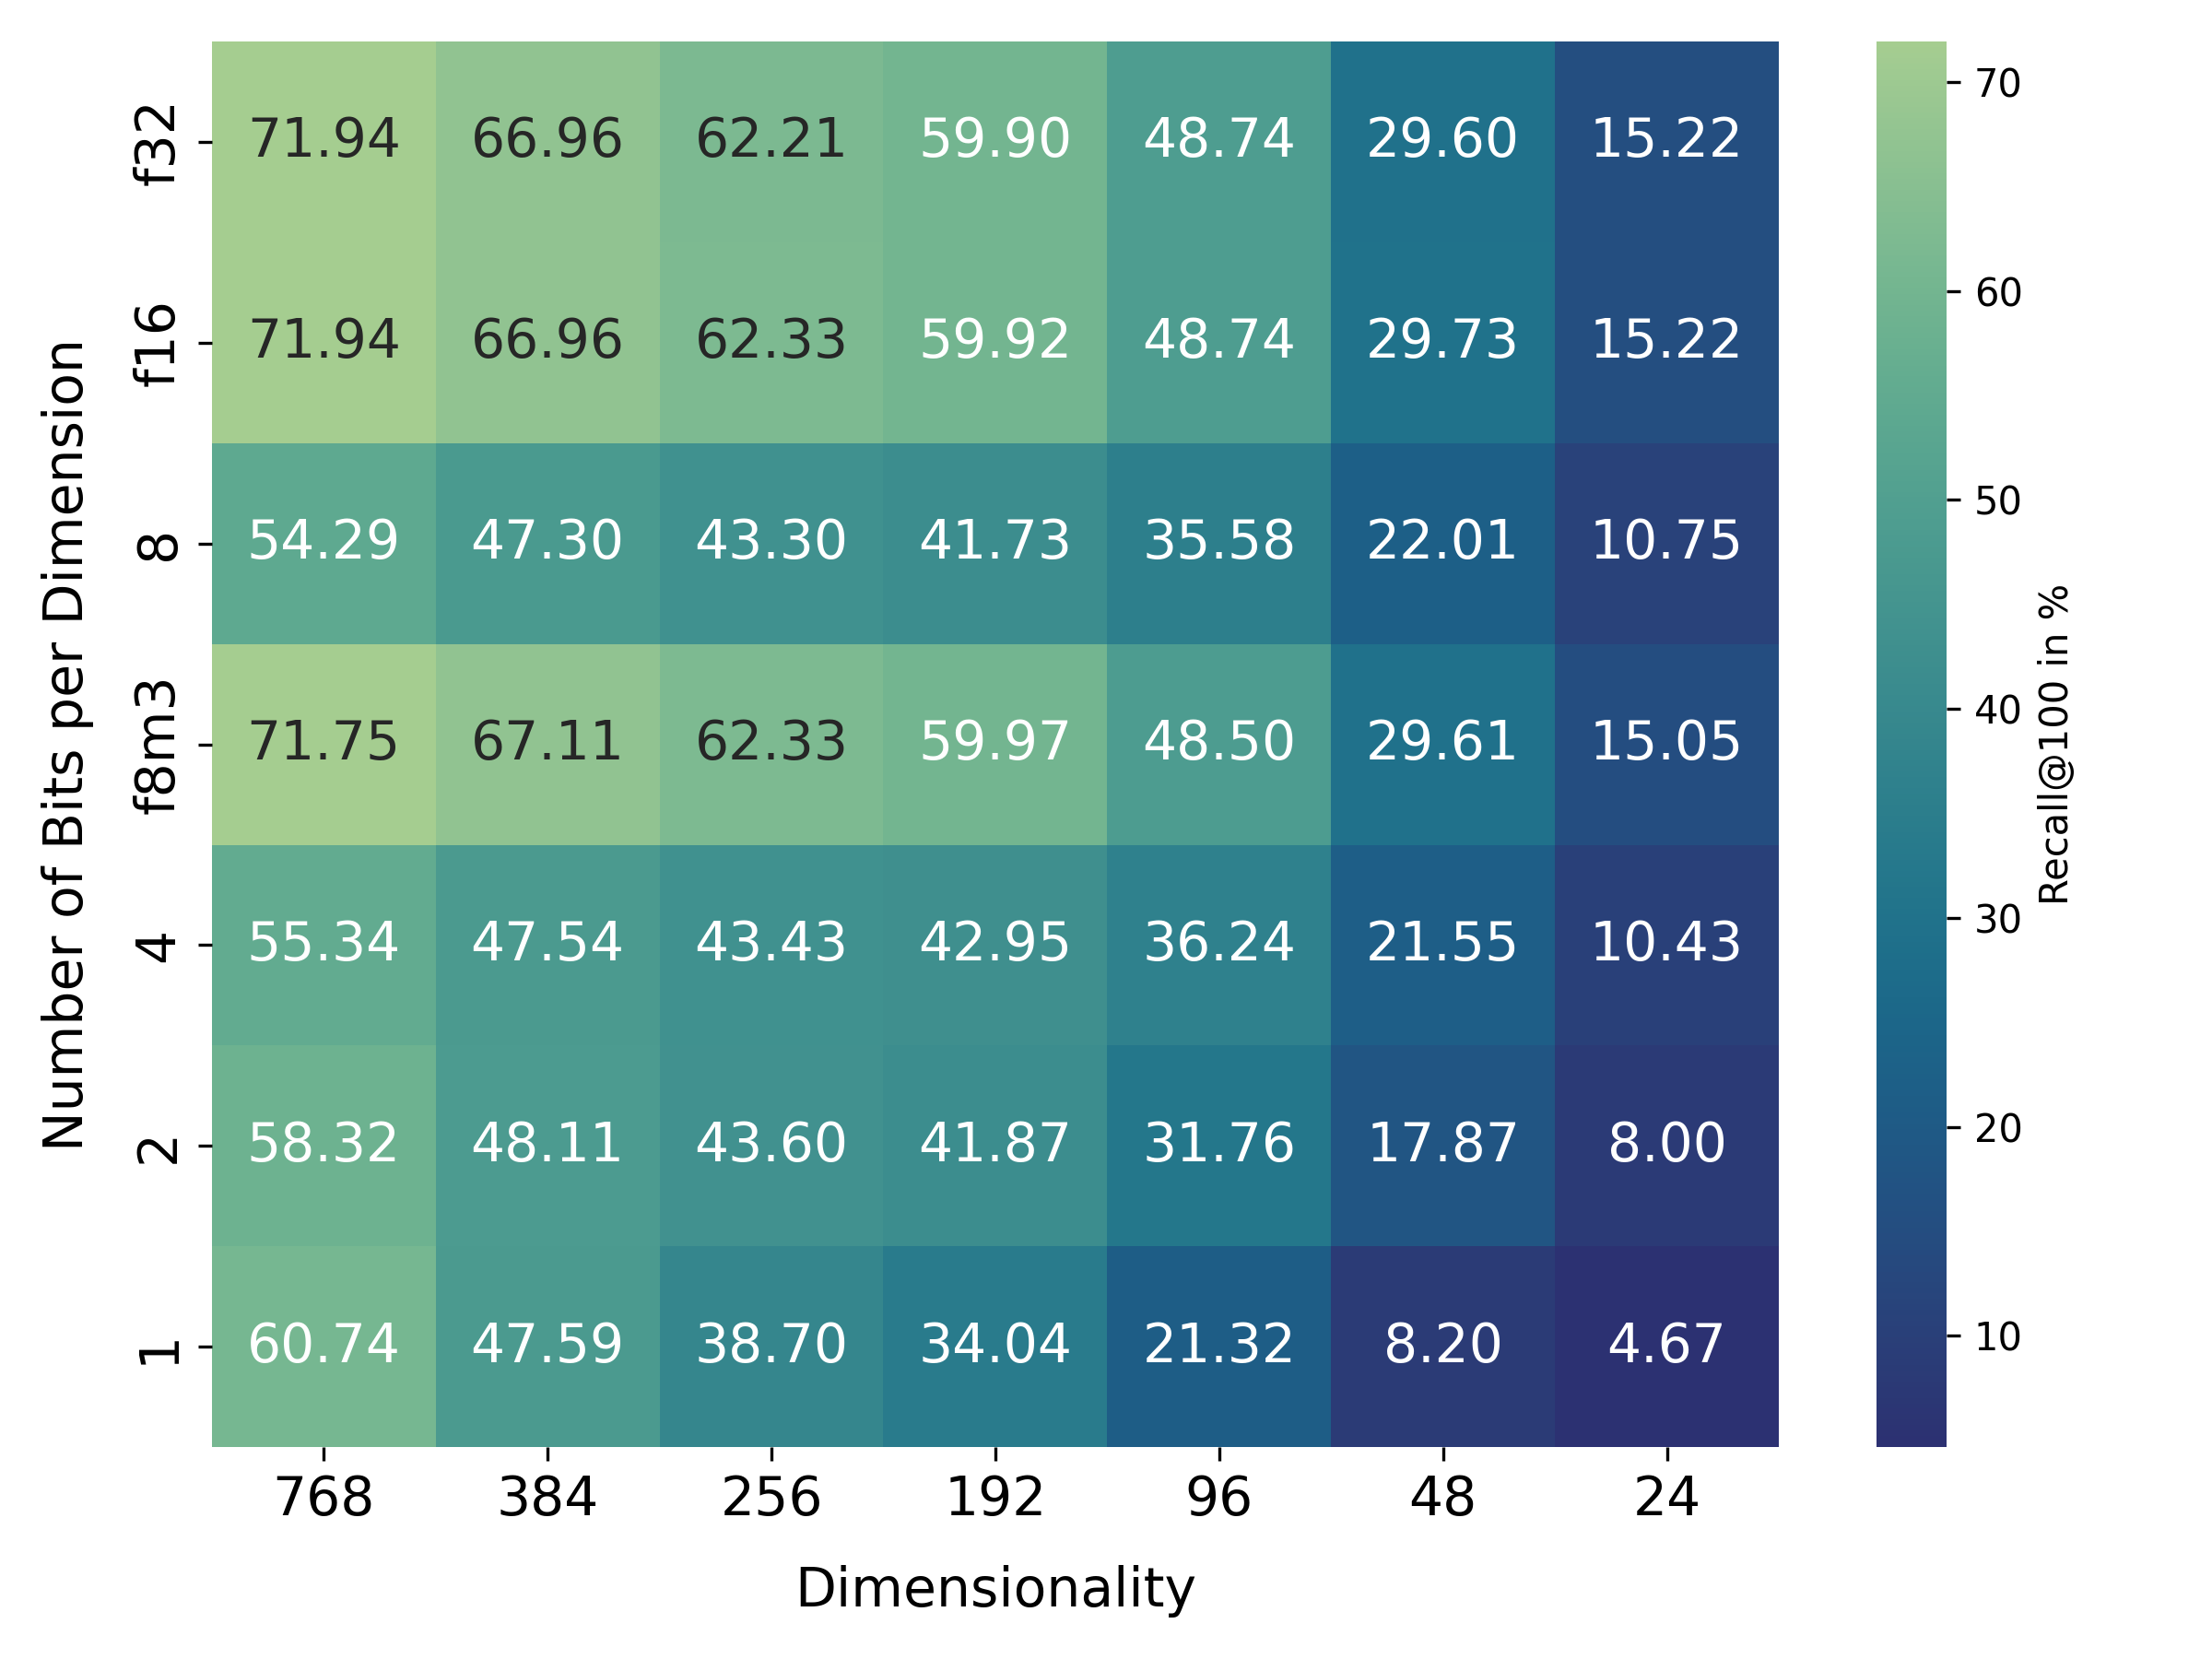 Number of Bits per Dimension
f32 71.94 66.96 62.21 59.90 48.74 29.60 15.22
f16 71.94 66.96 62.33 59.92 48.74 29.73 15.22
8 54.29 47.30 43.30 41.73 35.58 22.01 10.75
f8m3 71.75 67.11 62.33 59.97 48.50 29.61 15.05
4 55.34 47.54 43.43 42.95 36.24 21.55 10.43
2 58.32 48.11 43.60 41.87 31.76 17.87 8.00
1 60.74 47.59 38.70 34.04 21.32 8.20 4.67
768 384 256 192 96 48 24
Dimensionality
70
60
50
40
30
20
10
Recall@100 in %